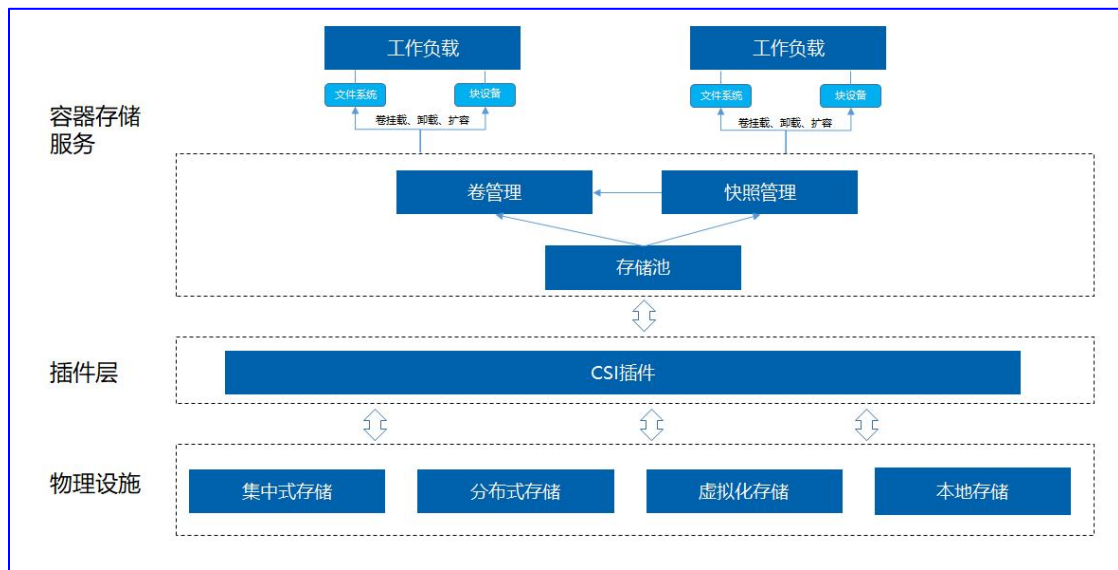 工作负载
工作负载
文件系统
块设备
文件系统
块设备
卷挂载、卸载、扩容
卷挂载、卸载、扩容
容器存储
服务
卷管理
快照管理
存储池
插件层
CSI插件
物理设施
集中式存储
分布式存储
虚拟化存储
本地存储